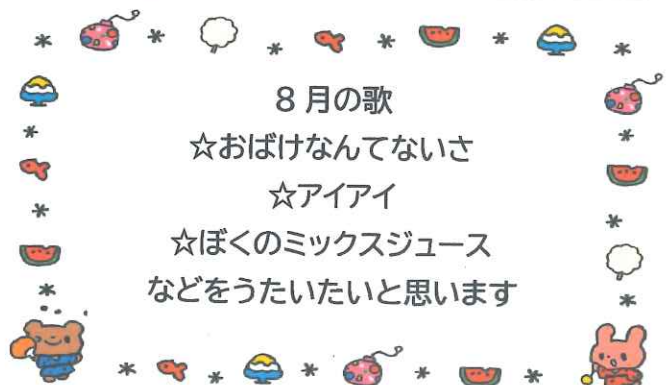 8月の歌
☆おばけなんてないさ
☆アイアイ
☆ぼくのミックスジュース
などをうたいたいと思います